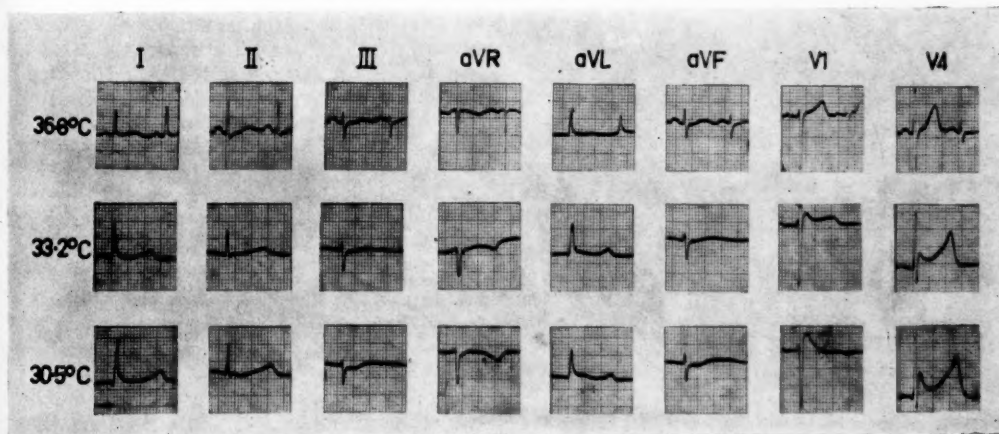 I II III aVR aVL aVF V1 V4
36·8°C
33·2°C
30·5°C